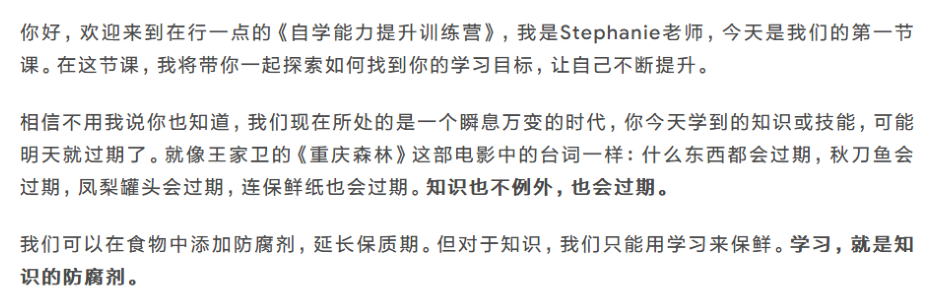 你好，欢迎来到在行一点的《自学能力提升训练营》，我是Stephanie老师，今天是我们的第一节
课。在这节课，我将带你一起探索如何找到你的学习目标，让自己不断提升。
相信不用我说你也知道，我们现在所处的是一个瞬息万变的时代，你今天学到的知识或技能，可能
明天就过期了。就像王家卫的《重庆森林》这部电影中的台词一样：什么东西都会过期，秋刀鱼会
过期，凤梨罐头会过期，连保鲜纸也会过期。知识也不例外，也会过期。
我们可以在食物中添加防腐剂，延长保质期。但对于知识，我们只能用学习来保鲜。学习，就是知
识的防腐剂。